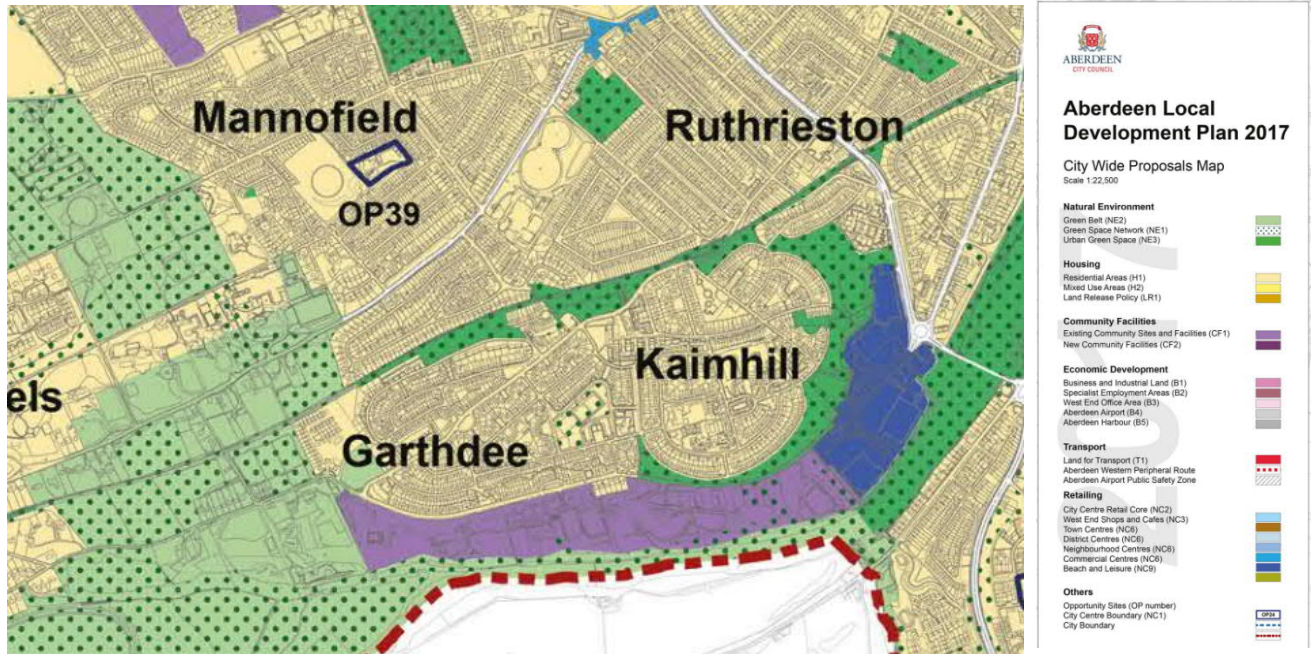 Mannofield
Ruthrieston
OP39
Kaimhill
els
Garthdee
ABERDEEN
CITY COUNCIL
Aberdeen Local
Development Plan 2017
City Wide Proposals Map
Scale 1:22,500
Natural Environment
Green Belt (NE2)
Green Space Network (NE1)
Urban Green Space (NE3)
Housing
Residential Areas (H1)
Mixed Use Areas (H2)
Land Release Policy (LR1)
Community Facilities
Existing Community Sites and Facilities (CF1)
New Community Facilities (CF2)
Economic Development
Business and Industrial Land (B1)
Specialist Employment Areas (B2)
West End Office Area (B3)
Aberdeen Airport (B4)
Aberdeen Harbour (B5)
Transport
Land for Transport (T1)
Aberdeen Western Peripheral Route
Aberdeen Airport Public Safety Zone
Retailing
City Centre Retail Core (NC2)
West End Shops and Cafes (NC3)
Town Centres (NC6)
District Centres (NC6)
Neighbourhood Centres (NC6)
Commercial Centres (NC6)
Beach and Leisure (NC9)
Others
Opportunity Sites (OP number)
OP24
City Centre Boundary (NC1)
City Boundary
2017